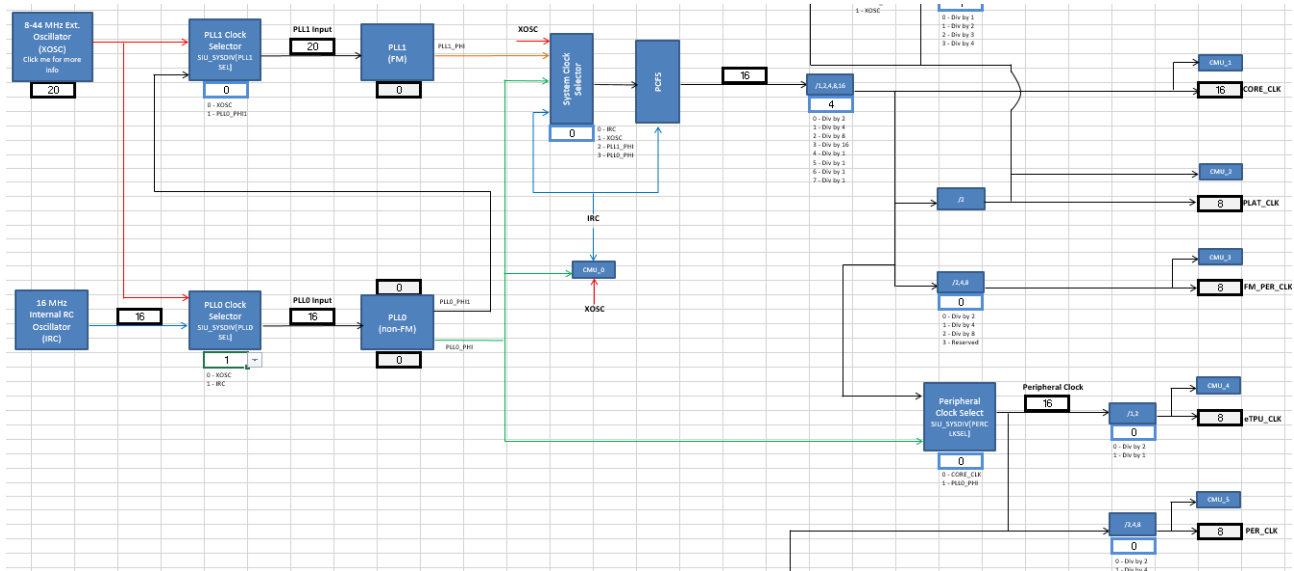 8-44 MHz Ext.
Oscillator
(XOSC)
Click me for more
info
20
PLL1 Clock
Selector
SIU_SYSDIV[PLL1
SEL]
0
0 - XOSC
1 - PLL0_PHI1
PLL1 Input
20
PLL1
(FM)
0
PLL1_PHI
XOSC
System Clock
Selector
0
0 - IRC
1 - XOSC
2 - PLL1_PHI
3 - PLL0_PHI
PCFS
16
/1,2,4,8,16
4
0 - Div by 2
1 - Div by 4
2 - Div by 8
3 - Div by 16
4 - Div by 1
5 - Div by 1
6 - Div by 1
7 - Div by 1
1 - XOSC
0 - Div by 1
1 - Div by 2
2 - Div by 3
3 - Div by 4
CMU_1
16
CORE_CLK
CMU_2
/2
8
PLAT_CLK
IRC
CMU_0
XOSC
CMU_3
/2,4,8
0
0 - Div by 2
1 - Div by 4
2 - Div by 8
3 - Reserved
8
FM_PER_CLK
16 MHz
Internal RC
Oscillator
(IRC)
16
PLL0 Clock
Selector
SIU_SYSDIV[PLL0
SEL]
1
0 - XOSC
1 - IRC
PLL0 Input
16
0
PLL0
(non-FM)
0
PLL0_PHI1
PLL0_PHI
Peripheral
Clock Select
SIU_SYSDIV[PERC
LKSEL]
0
0 - CORE_CLK
1 - PLL0_PHI
Peripheral Clock
16
/1,2
0
0 - Div by 2
1 - Div by 1
CMU_4
8
eTPU_CLK
CMU_5
/2,4,8
0
0 - Div by 2
8
PER_CLK